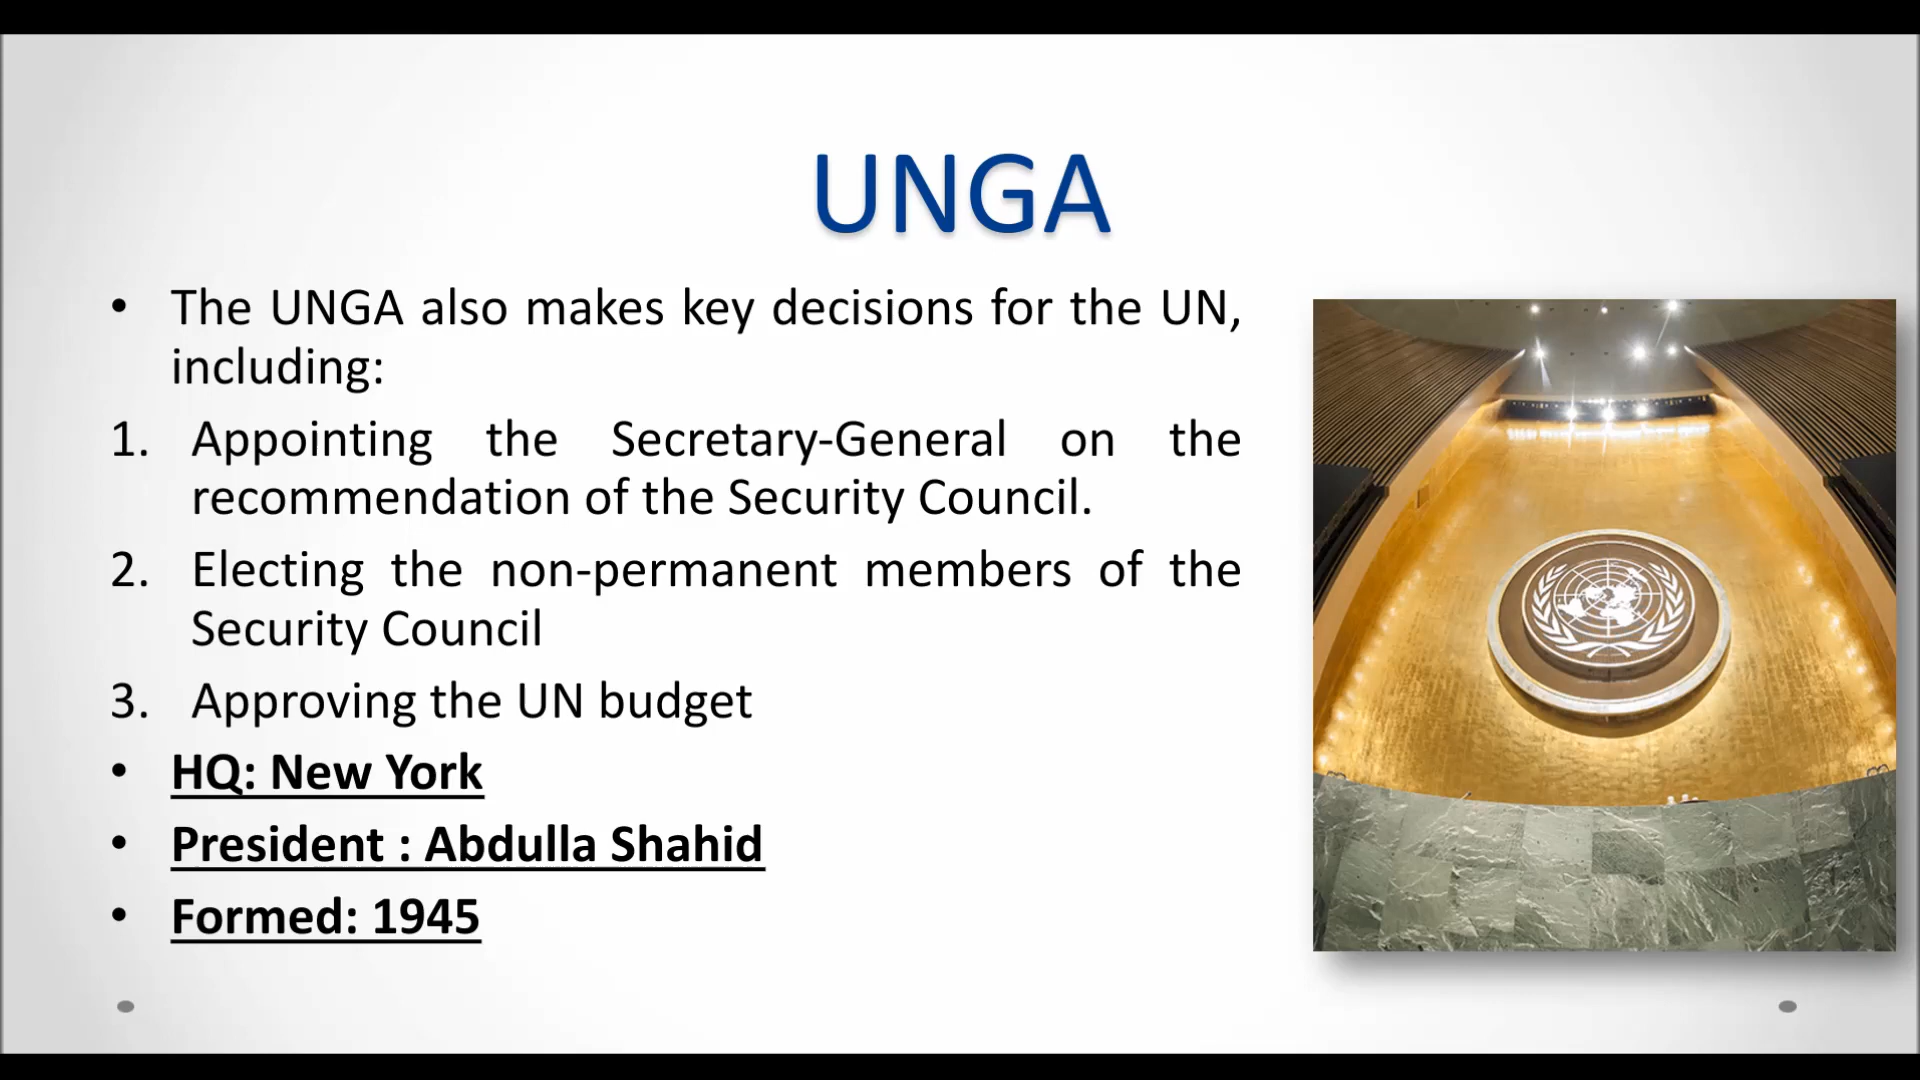 UNGA
• The UNGA also makes key decisions for the UN,
including:
1. Appointing the Secretary-General on the
recommendation of the Security Council.
2. Electing the non-permanent members of the
Security Council
3. Approving the UN budget
• HQ: New York
• President : Abdulla Shahid
• Formed: 1945